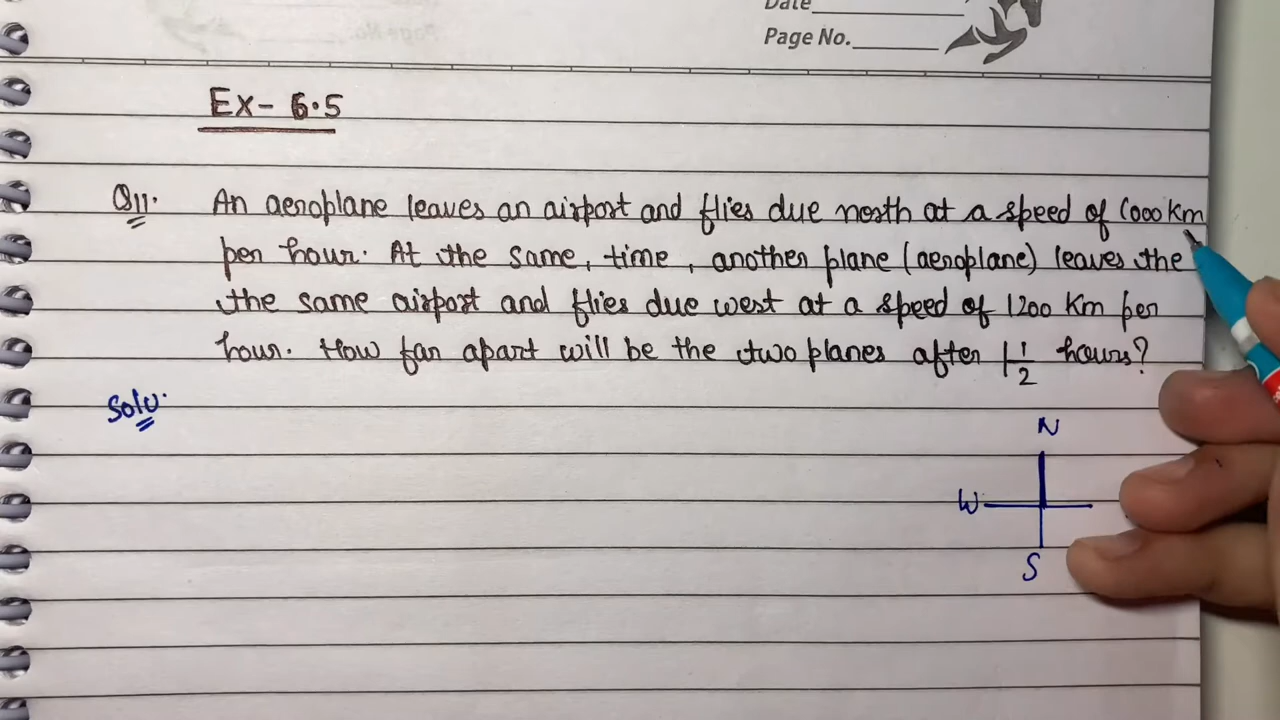 Date
Page No.
Ex- 6.5
Q11. An aeroplane leaves an airport and flies due north at a speed of 1000 Km
per hour. At the same, time, another plane (aeroplane) leaves the
the same airport and flies due west at a speed of 1200 Km per
hour. How far apart will be the two planes after 1 1/2 hours?
Solu.
N
W
S